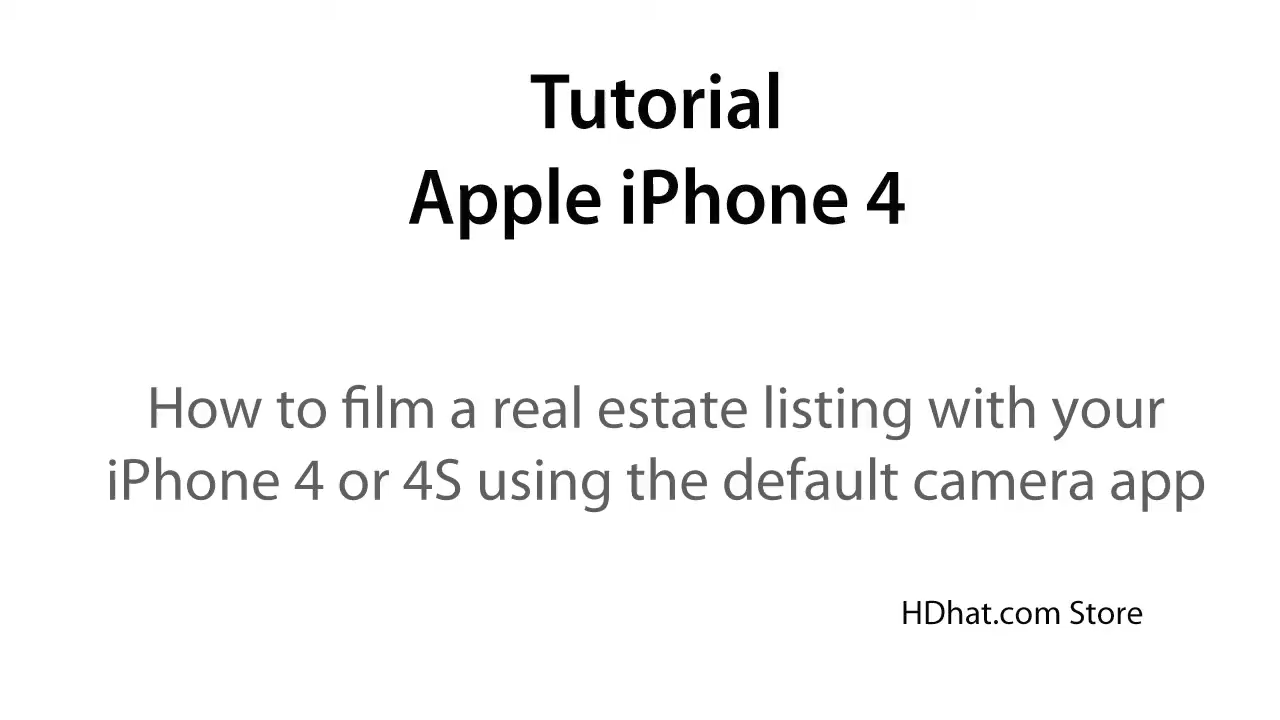 Tutorial
Apple iPhone 4
How to film a real estate listing with your
iPhone 4 or 4S using the default camera app
HDhat.com Store